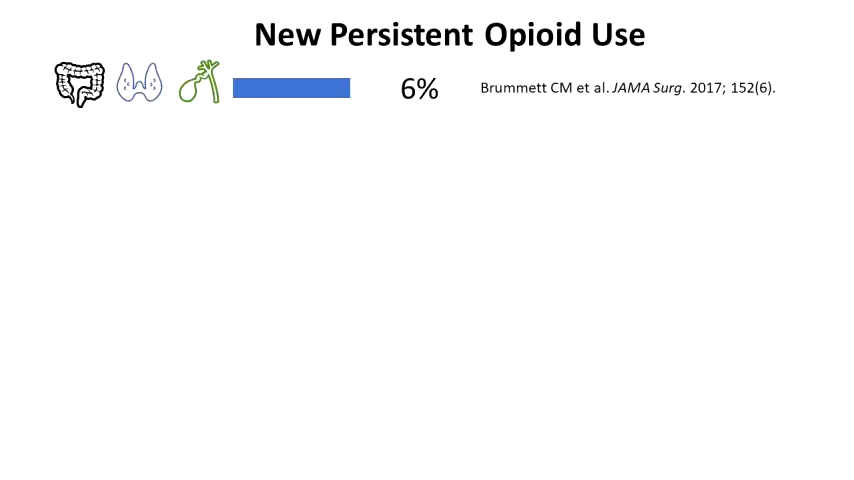 New Persistent Opioid Use
6% Brummett CM et al. JAMA Surg. 2017; 152(6).